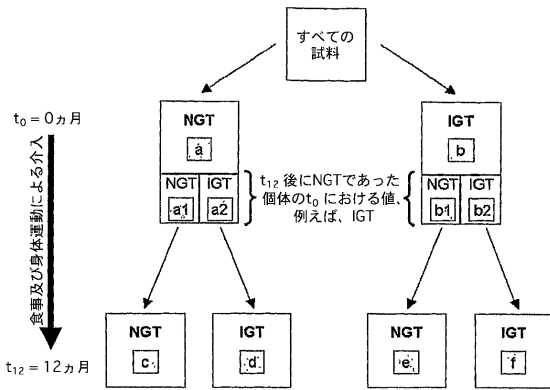 すべての
試料
t0 = 0ヵ月
NGT
a
IGT
b
NGT
IGT
a1
a2
t12 後にNGTであった
個体のt0 における値、
例えば、IGT
NGT
IGT
b1
b2
食事及び身体運動による介入
t12 = 12ヵ月
NGT
c
IGT
d
NGT
e
IGT
f